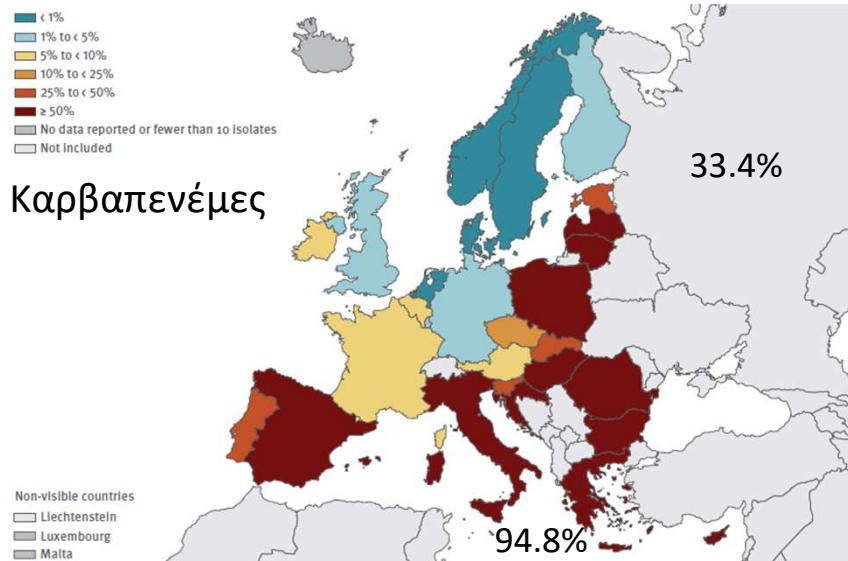 < 1%
1% to < 5%
5% to < 10%
10% to < 25%
25% to < 50%
≥ 50%
No data reported or fewer than 10 isolates
Not included
Καρβαπενέμες
33.4%
94.8%
Non-visible countries
Liechtenstein
Luxembourg
Malta